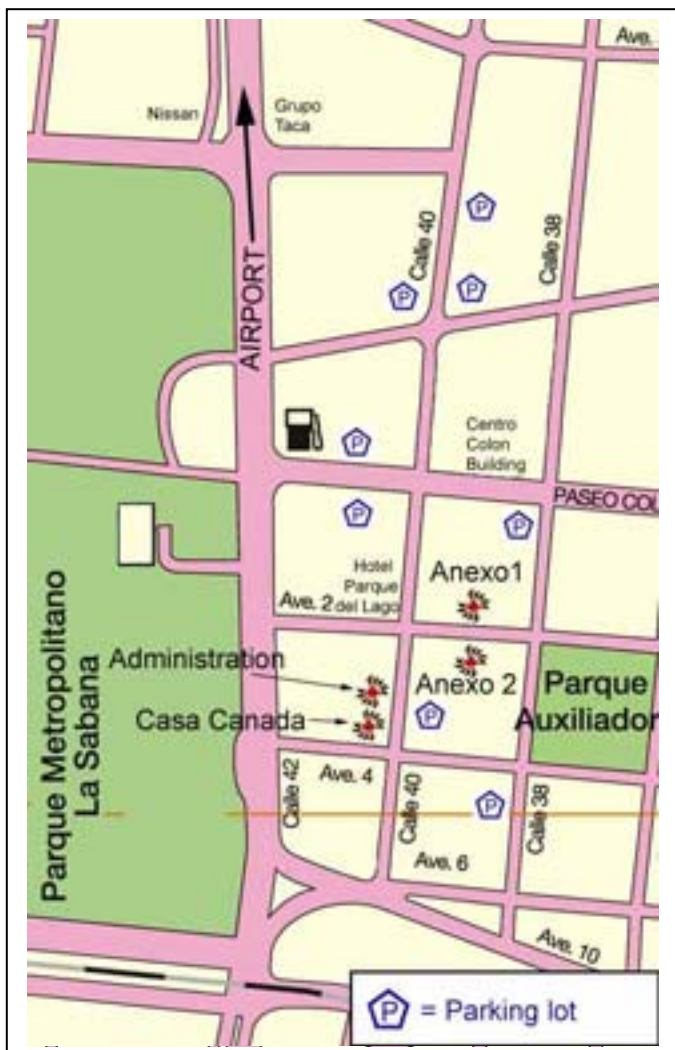 Ave.
Nissan
Grupo
Taca
P
Calle 40
Calle 38
P
P
AIRPORT
P
Centro
Colon
Building
PASEO COL
P
P
Hotel
Parque
del Lago
Anexo1
Ave. 2
Administration
Anexo 2
Parque
Auxiliador
Casa Canada
P
Parque Metropolitano
La Sabana
Calle 42
Ave. 4
Calle 40
P
Calle 38
Ave. 6
Ave. 10
P = Parking lot